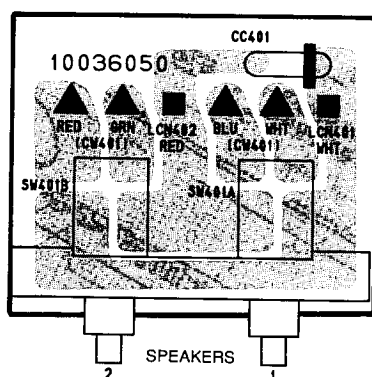 CC401
10036050
RED GRN LCN402 BLU WHT LCN401
(CW401) RED (CW401) WHT
SW401B SW401A
SPEAKERS
2 1